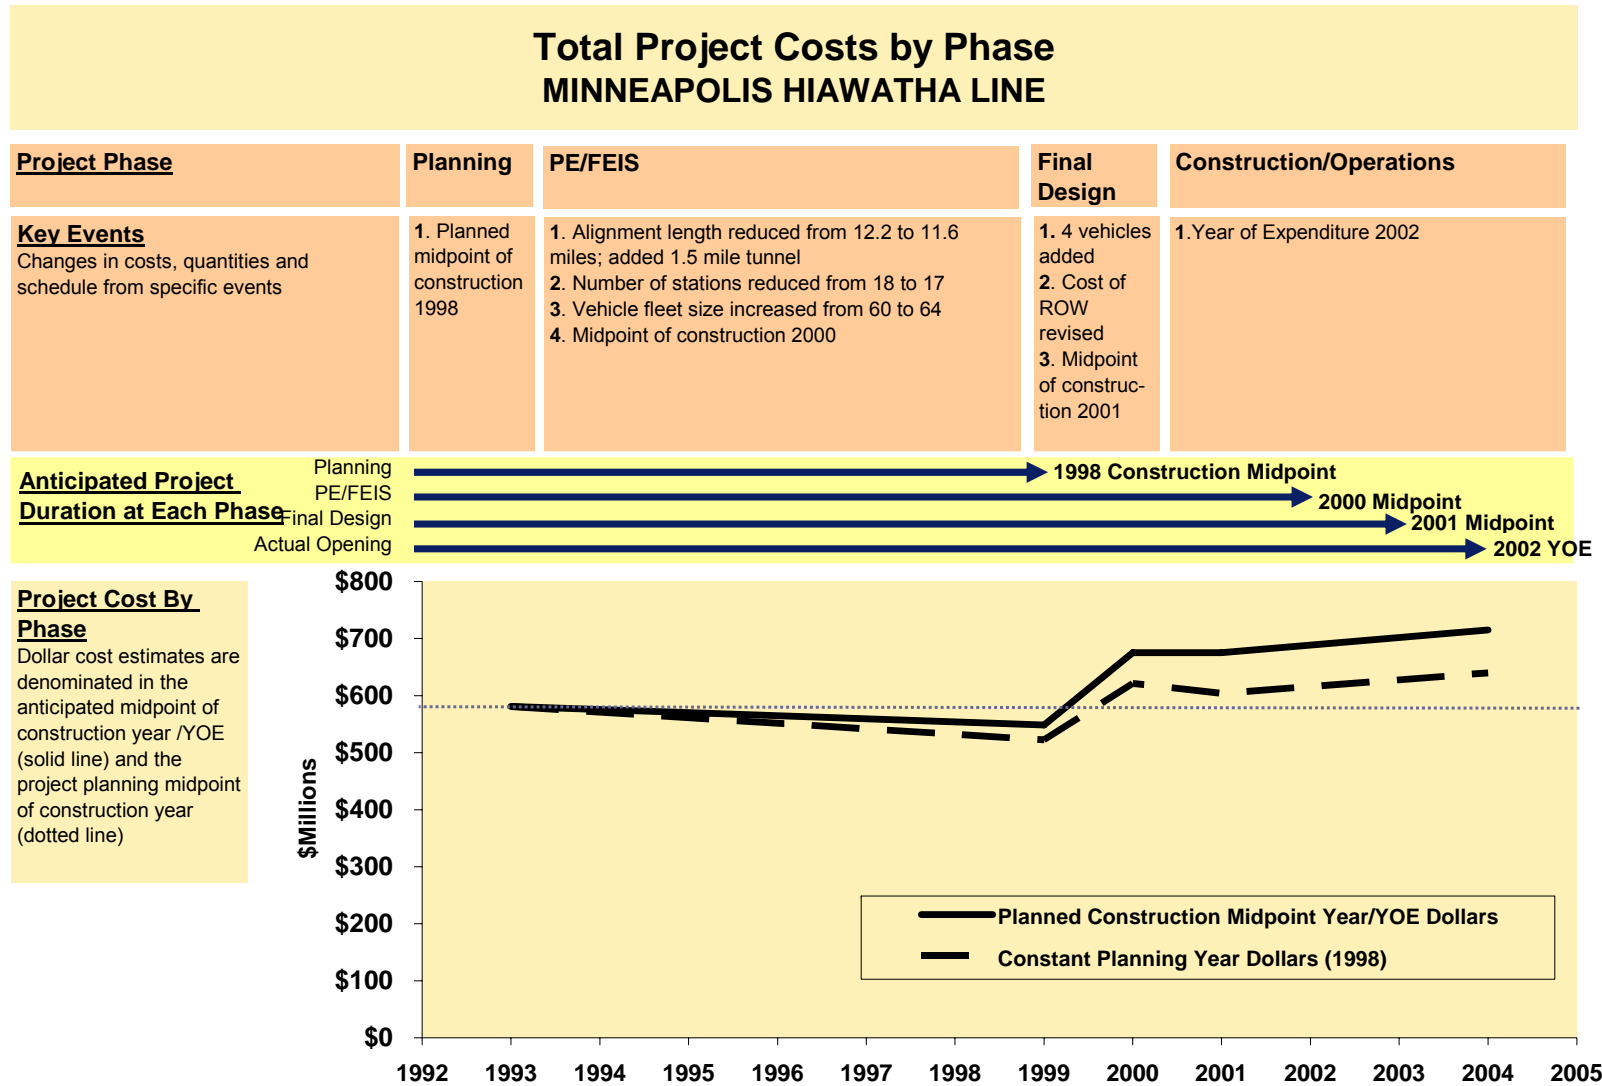 Total Project Costs by Phase
MINNEAPOLIS HIAWATHA LINE
Project Phase
Planning
PE/FEIS
Final
Design
Construction/Operations
Key Events
Changes in costs, quantities and
schedule from specific events
1. Planned
midpoint of
construction
1998
1. Alignment length reduced from 12.2 to 11.6
miles; added 1.5 mile tunnel
2. Number of stations reduced from 18 to 17
3. Vehicle fleet size increased from 60 to 64
4. Midpoint of construction 2000
1. 4 vehicles
added
2. Cost of
ROW
revised
3. Midpoint
of construc-
tion 2001
1.Year of Expenditure 2002
Anticipated Project
Duration at Each Phase
Planning
PE/FEIS
Final Design
Actual Opening
1998 Construction Midpoint
2000 Midpoint
2001 Midpoint
2002 YOE
Project Cost By
Phase
Dollar cost estimates are
denominated in the
anticipated midpoint of
construction year /YOE
(solid line) and the
project planning midpoint
of construction year
(dotted line)
$Millions
$800
$700
$600
$500
$400
$300
$200
$100
$0
Planned Construction Midpoint Year/YOE Dollars
Constant Planning Year Dollars (1998)
1992 1993 1994 1995 1996 1997 1998 1999 2000 2001 2002 2003 2004 2005